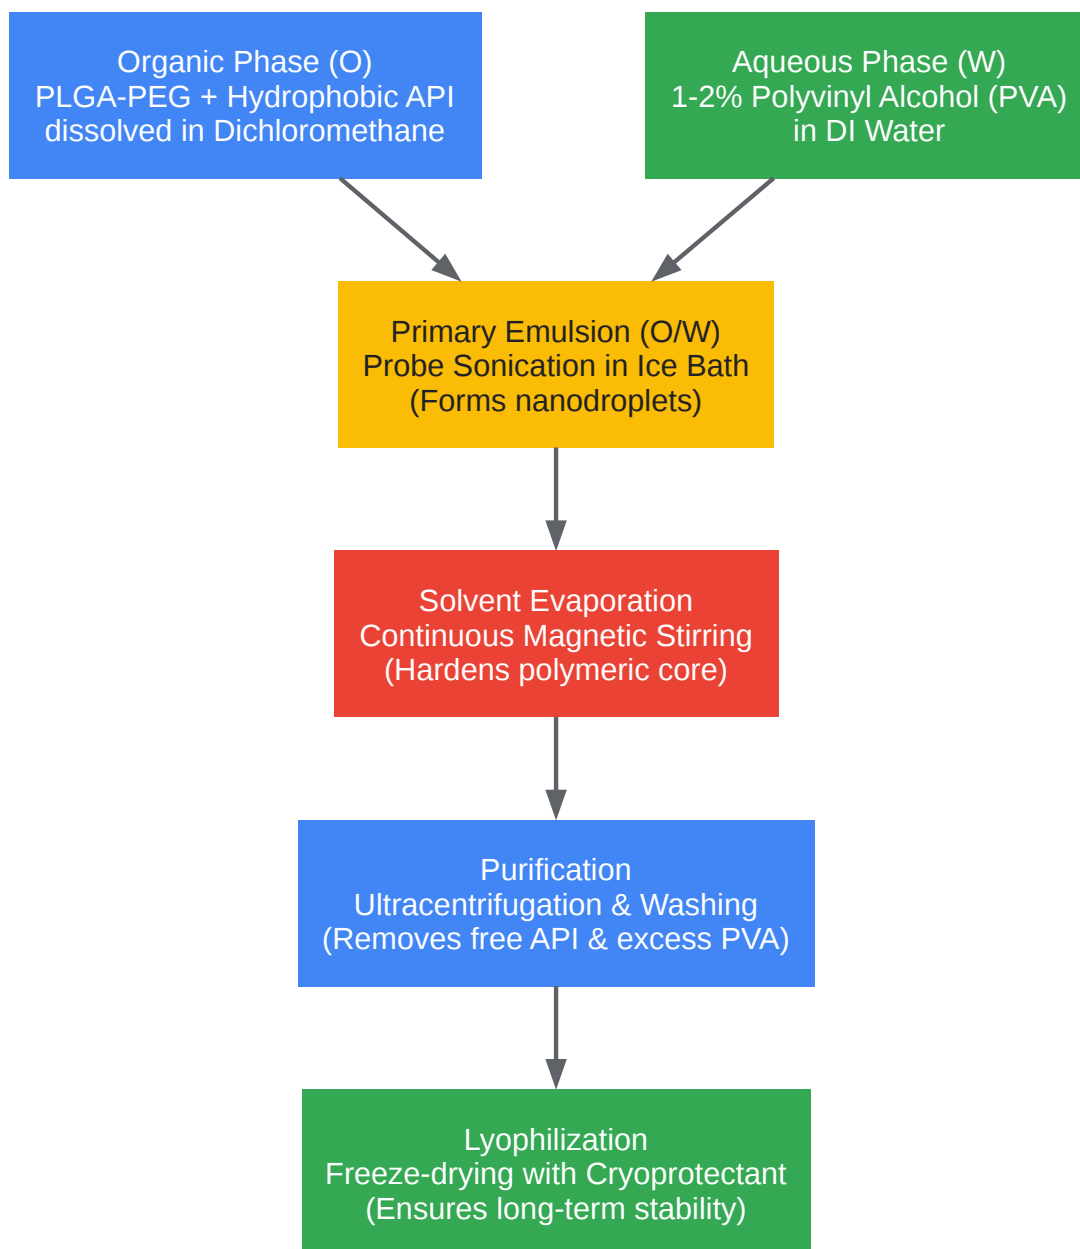 Organic Phase (O)
PLGA-PEG + Hydrophobic API
dissolved in Dichloromethane
Aqueous Phase (W)
1-2% Polyvinyl Alcohol (PVA)
in DI Water
Primary Emulsion (O/W)
Probe Sonication in Ice Bath
(Forms nanodroplets)
Solvent Evaporation
Continuous Magnetic Stirring
(Hardens polymeric core)
Purification
Ultracentrifugation & Washing
(Removes free API & excess PVA)
Lyophilization
Freeze-drying with Cryoprotectant
(Ensures long-term stability)